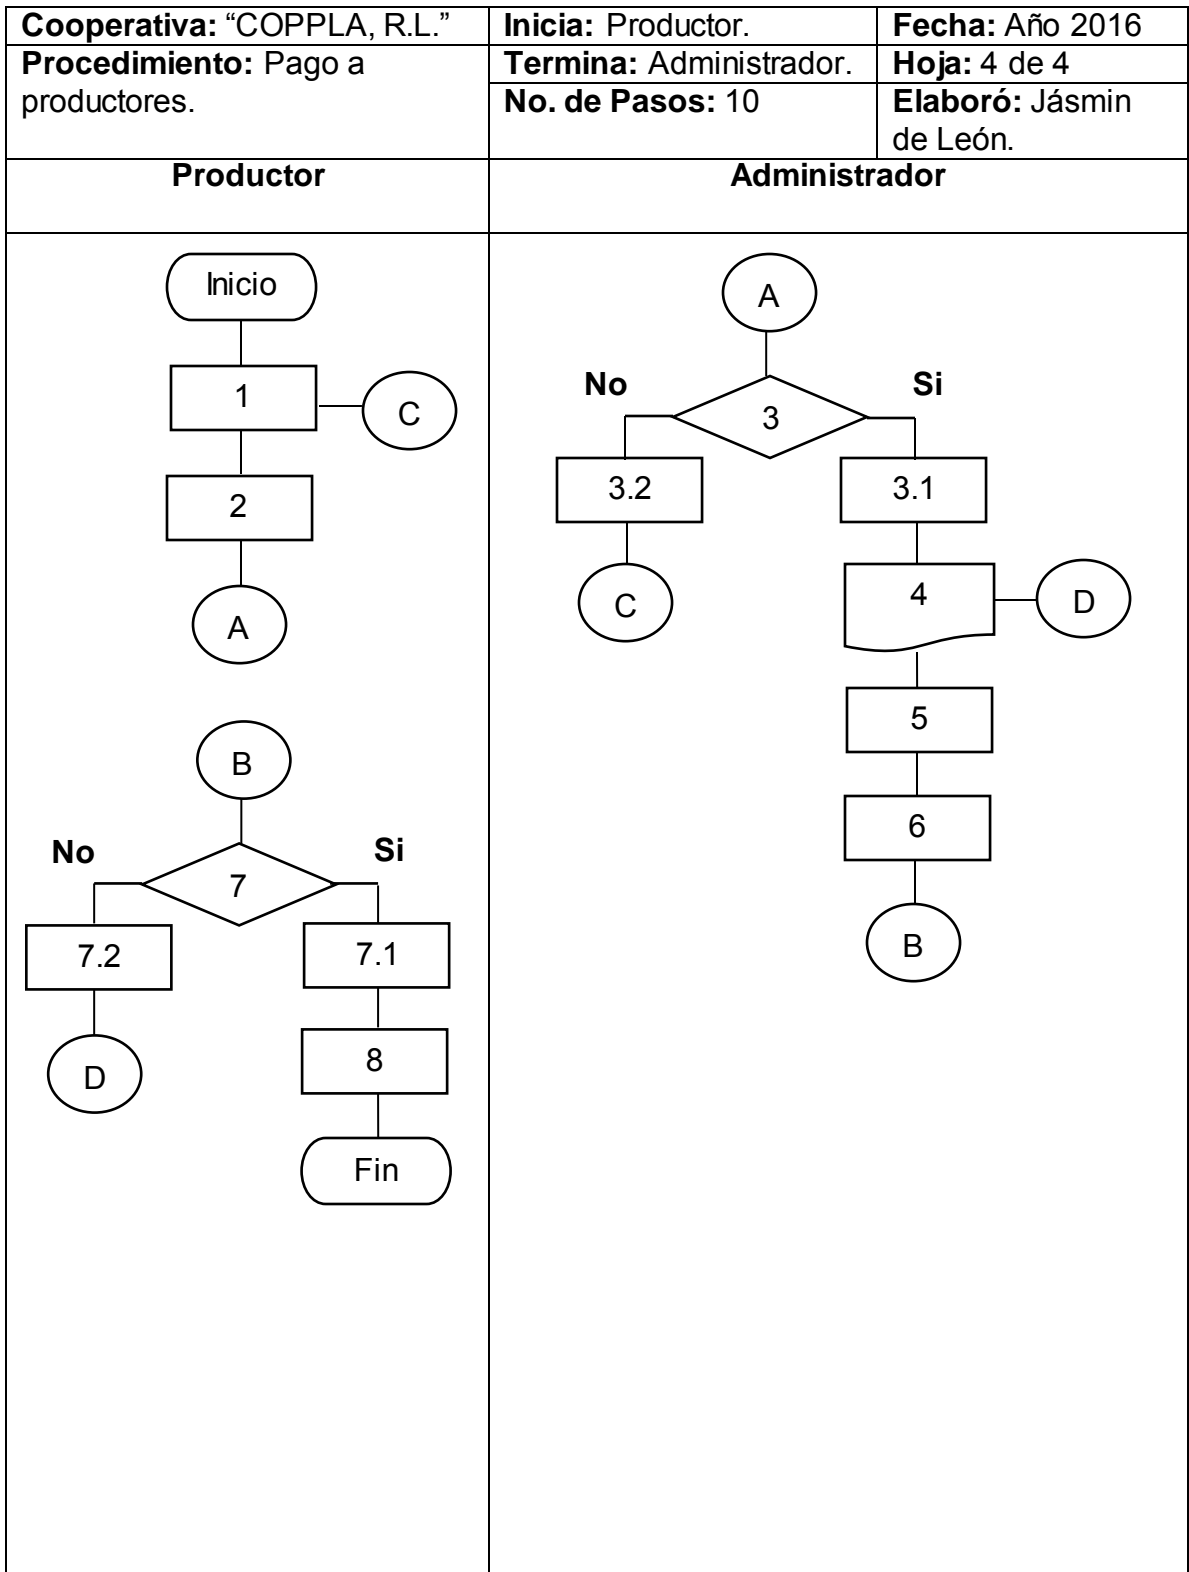 Cooperativa: “COPPLA, R.L.”
Inicia: Productor.
Fecha: Año 2016
Procedimiento: Pago a
productores.
Termina: Administrador.
Hoja: 4 de 4
No. de Pasos: 10
Elaboró: Jásmin
de León.
Productor
Administrador
Inicio
1
C
2
A
B
No
Si
7
7.2
7.1
D
8
Fin
A
No
Si
3
3.2
3.1
C
4
D
5
6
B